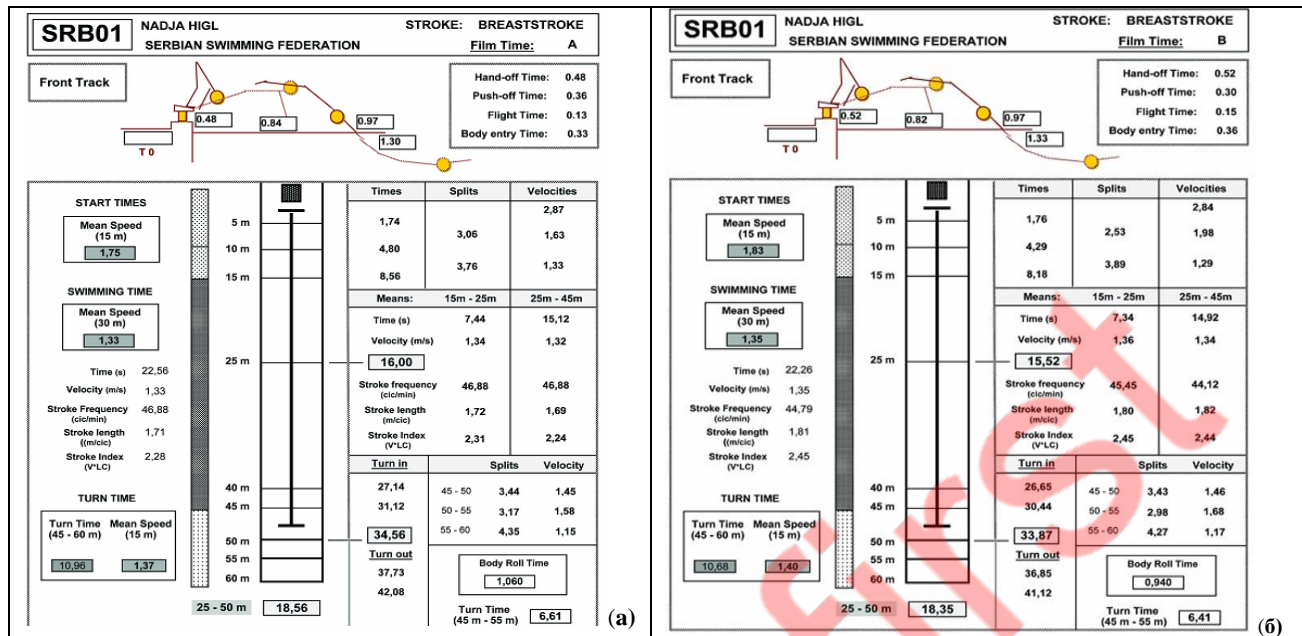 SRB01
NADJA HIGL
STROKE: BREASTSTROKE
SERBIAN SWIMMING FEDERATION
Film Time: A
Front Track
Hand-off Time: 0.48
Push-off Time: 0.36
Flight Time: 0.13
Body entry Time: 0.33
0.48
0.84
0.97
1.30
T 0
START TIMES
Mean Speed
(15 m)
1,75
SWIMMING TIME
Mean Speed
(30 m)
1,33
Time (s) 22,56
Velocity (m/s) 1,33
Stroke Frequency 46,88
(cic/min)
Stroke length 1,71
((m/cic)
Stroke Index 2,28
(V*LC)
TURN TIME
Turn Time Mean Speed
(45 - 60 m) (15 m)
10,96 1,37
5 m
10 m
15 m
25 m
40 m
45 m
50 m
55 m
60 m
25 - 50 m 18,56
Times Splits Velocities
2,87
1,74
3,06 1,63
4,80
3,76 1,33
8,56
Means: 15m - 25m 25m - 45m
Time (s) 7,44 15,12
Velocity (m/s) 1,34 1,32
16,00
Stroke frequency 46,88 46,88
(cic/min)
Stroke length 1,72 1,69
(m/cic)
Stroke Index 2,31 2,24
(V*LC)
Turn in Splits Velocity
27,14
45 - 50 3,44 1,45
31,12
50 - 55 3,17 1,58
34,56
55 - 60 4,35 1,15
Turn out
37,73
42,08
Body Roll Time
1,060
Turn Time
(45 m - 55 m) 6,61
(а)
SRB01
NADJA HIGL
STROKE: BREASTSTROKE
SERBIAN SWIMMING FEDERATION
Film Time: B
Front Track
Hand-off Time: 0.52
Push-off Time: 0.30
Flight Time: 0.15
Body entry Time: 0.36
0.52
0.82
0.97
1.33
T 0
START TIMES
Mean Speed
(15 m)
1,83
SWIMMING TIME
Mean Speed
(30 m)
1,35
Time (s) 22,26
Velocity (m/s) 1,35
Stroke Frequency 44,79
(cic/min)
Stroke length 1,81
((m/cic)
Stroke Index 2,45
(V*LC)
TURN TIME
Turn Time Mean Speed
(45 - 60 m) (15 m)
10,68 1,40
5 m
10 m
15 m
25 m
40 m
45 m
50 m
55 m
60 m
25 - 50 m 18,35
Times Splits Velocities
2,84
1,76
2,53 1,98
4,29
3,89 1,29
8,18
Means: 15m - 25m 25m - 45m
Time (s) 7,34 14,92
Velocity (m/s) 1,36 1,34
15,52
Stroke frequency 45,45 44,12
(cic/min)
Stroke length 1,80 1,82
(m/cic)
Stroke Index 2,45 2,44
(V*LC)
Turn in Splits Velocity
26,65
45 - 50 3,43 1,46
30,44
50 - 55 2,98 1,68
33,87
55 - 60 4,27 1,17
Turn out
36,85
41,12
Body Roll Time
0,940
Turn Time
(45 m - 55 m) 6,41
(б)
first